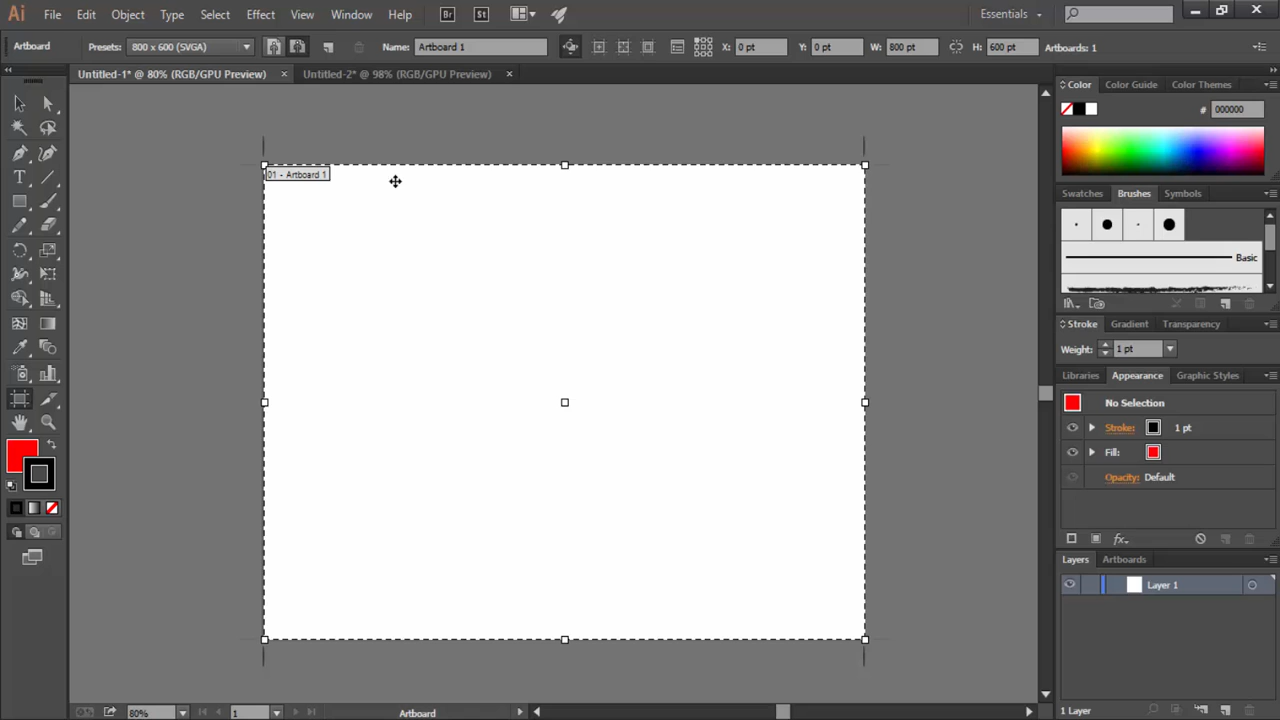 Ai File Edit Object Type Select Effect View Window Help Br St Essentials
Artboard Presets: 800 x 600 (SVGA) Name: Artboard 1 X: 0 pt Y: 0 pt W: 800 pt H: 600 pt Artboards: 1
Untitled-1* @ 80% (RGB/GPU Preview) Untitled-2* @ 98% (RGB/GPU Preview)
Color Color Guide Color Themes
# 000000
01 - Artboard 1
Swatches Brushes Symbols
Basic
Stroke Gradient Transparency
Weight: 1 pt
Libraries Appearance Graphic Styles
No Selection
Stroke: 1 pt
Fill:
Opacity: Default
fx
Layers Artboards
Layer 1
80% 1 Artboard 1 Layer